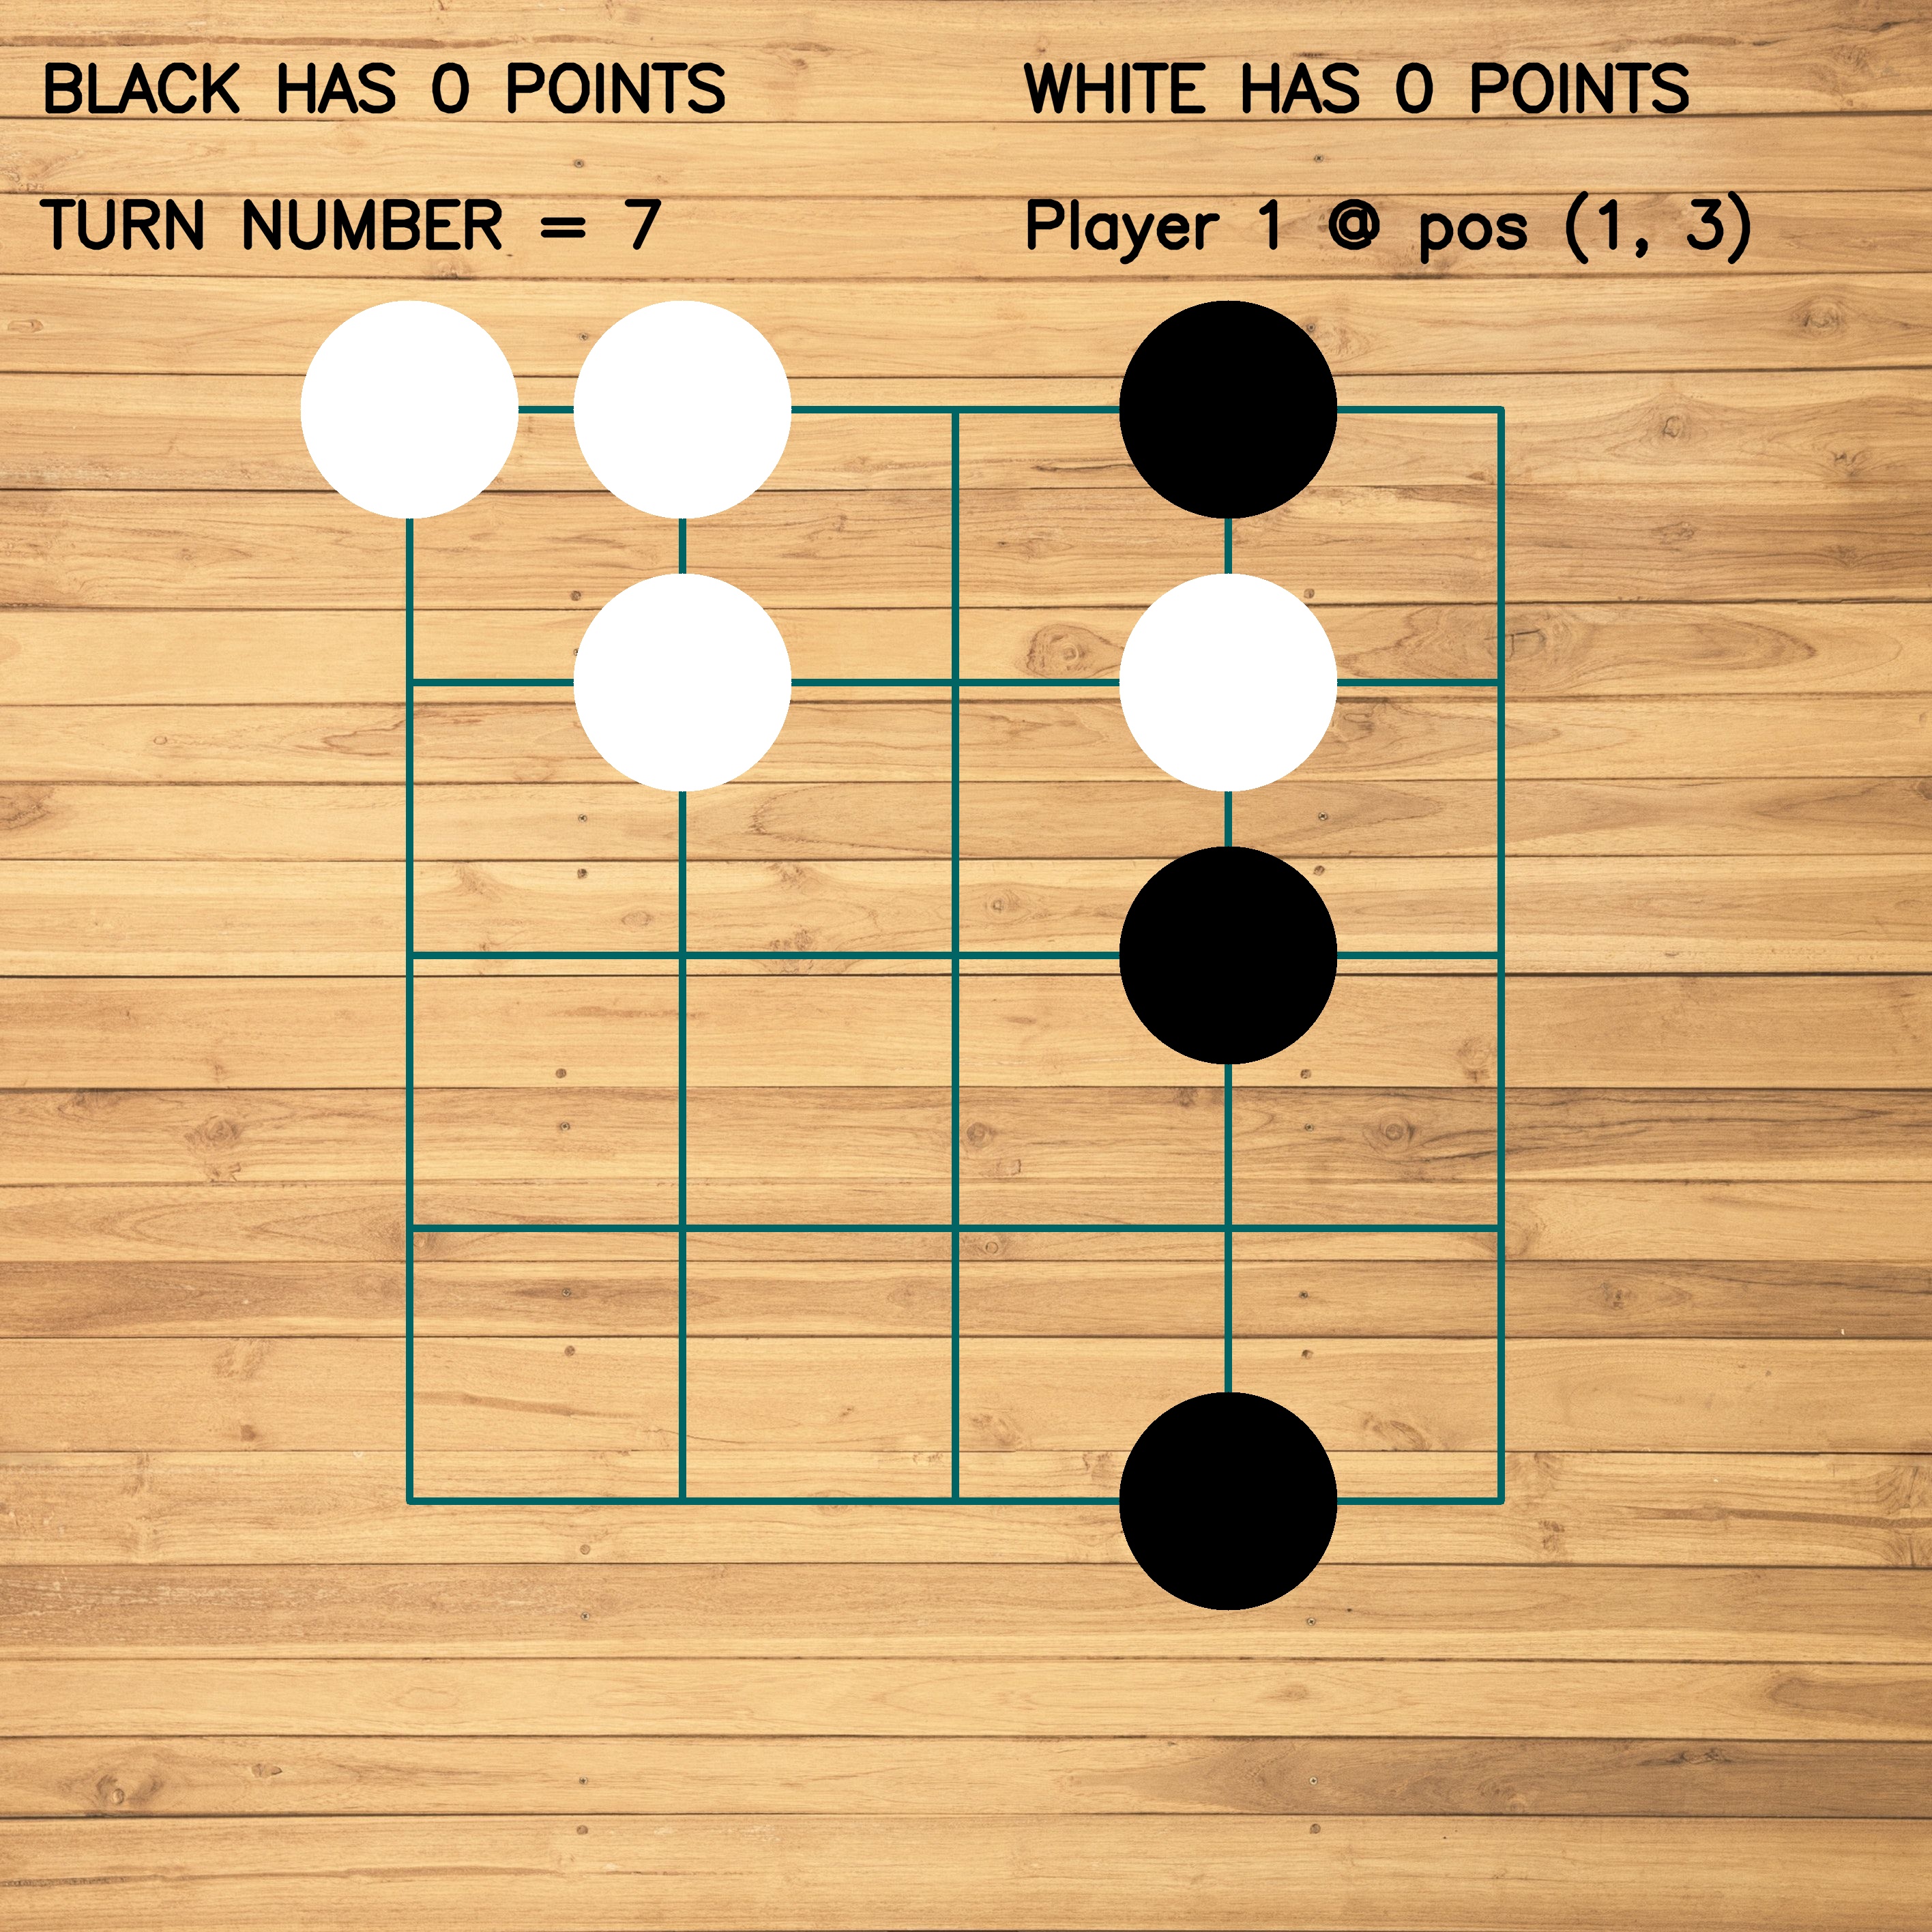 BLACK HAS 0 POINTS
WHITE HAS 0 POINTS
TURN NUMBER = 7
Player 1 @ pos (1, 3)